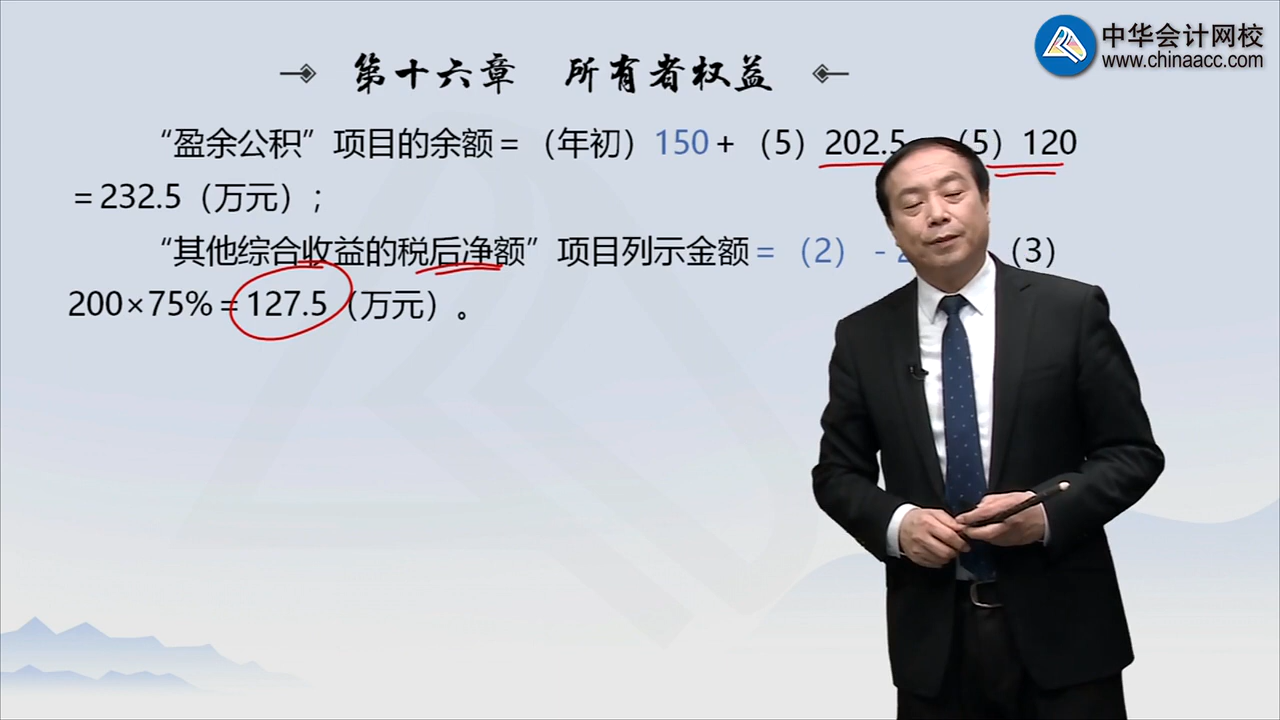 中华会计网校
www.chinaacc.com
第十六章 所有者权益
“盈余公积”项目的余额＝（年初）150＋（5）202.5 5）120
＝232.5（万元）；
“其他综合收益的税后净额”项目列示金额＝（2）- （3）
200×75%＝127.5（万元）。